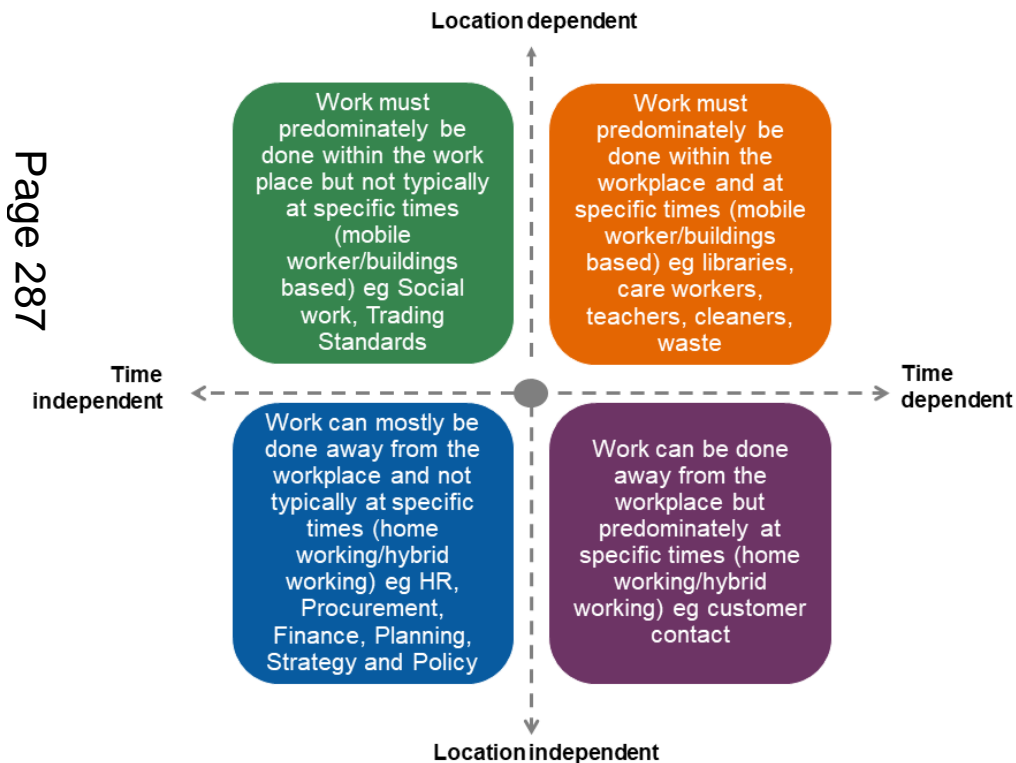 Location dependent
Work must
predominately be
done within the work
place but not typically
at specific times
(mobile
worker/buildings
based) eg Social
work, Trading
Standards
Work must
predominately be
done within the
workplace and at
specific times (mobile
worker/buildings
based) eg libraries,
care workers,
teachers, cleaners,
waste
Page 287
Time
independent
Time
dependent
Work can mostly be
done away from the
workplace and not
typically at specific
times (home
working/hybrid
working) eg HR,
Procurement,
Finance, Planning,
Strategy and Policy
Work can be done
away from the
workplace but
predominately at
specific times (home
working/hybrid
working) eg customer
contact
Location independent